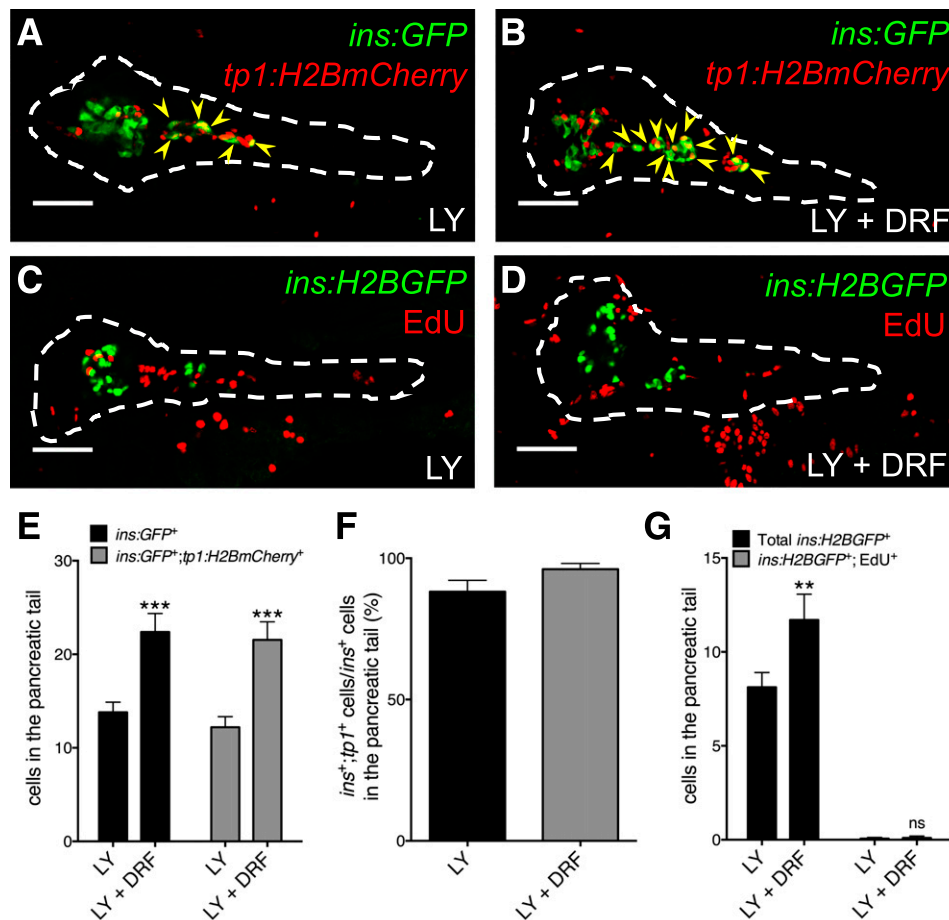 A
ins:GFP
tp1:H2BmCherry
LY
B
ins:GFP
tp1:H2BmCherry
LY + DRF
C
ins:H2BGFP
EdU
LY
D
ins:H2BGFP
EdU
LY + DRF
E
ins:GFP⁺
ins:GFP⁺;tp1:H2BmCherry⁺
cells in the pancreatic tail
30
20
10
0
***
***
LY
LY + DRF
LY
LY + DRF
F
ins⁺;tp1⁺ cells/ins⁺ cells
in the pancreatic tail (%)
100
50
0
LY
LY + DRF
G
Total ins:H2BGFP⁺
ins:H2BGFP⁺; EdU⁺
cells in the pancreatic tail
15
10
5
0
**
ns
LY
LY + DRF
LY
LY + DRF